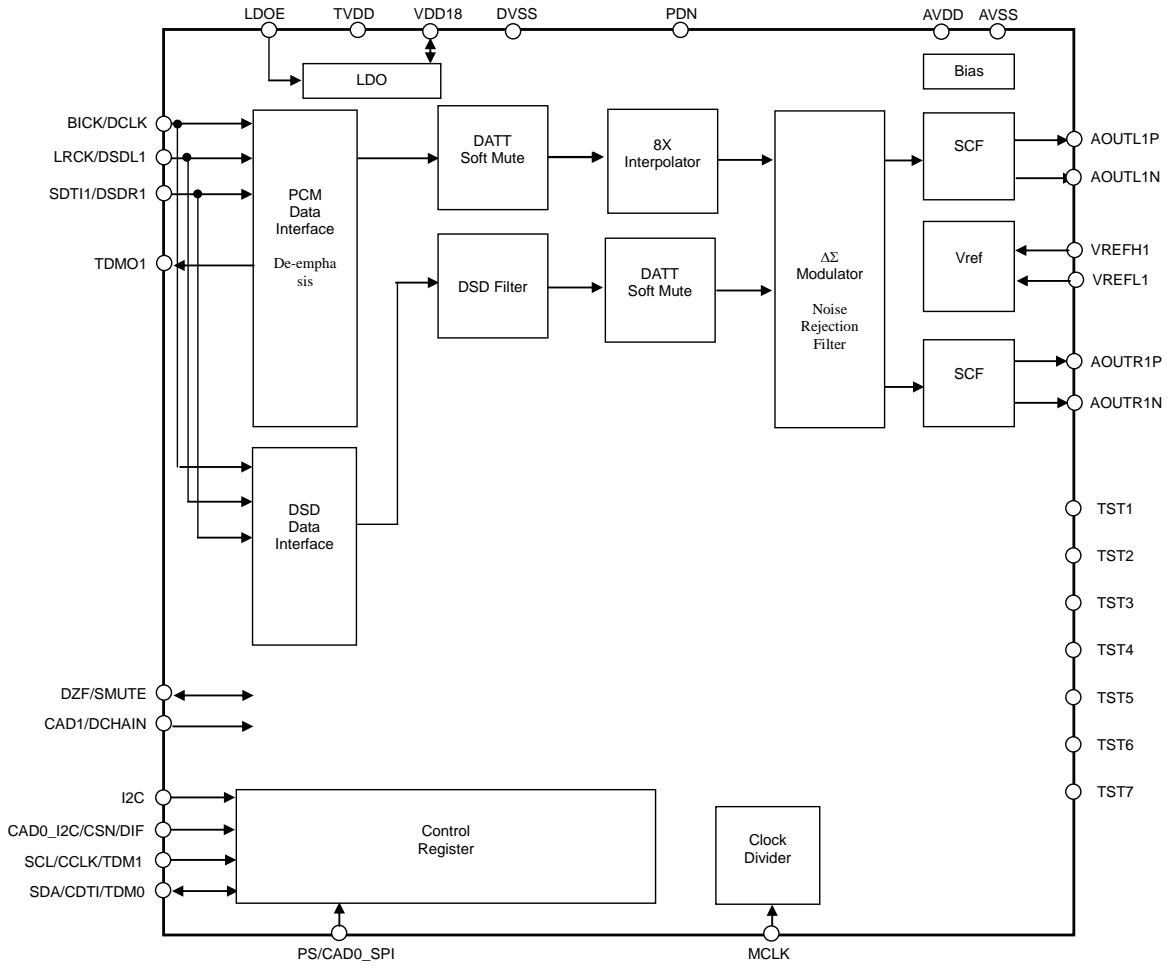 LDOE
TVDD
VDD18
DVSS
PDN
AVDD
AVSS
LDO
Bias
BICK/DCLK
LRCK/DSDL1
SDTI1/DSDR1
TDMO1
PCM
Data
Interface
De-empha
sis
DATT
Soft Mute
8X
Interpolator
DSD Filter
DATT
Soft Mute
ΔΣ
Modulator
Noise
Rejection
Filter
SCF
Vref
SCF
AOUTL1P
AOUTL1N
VREFH1
VREFL1
AOUTR1P
AOUTR1N
DSD
Data
Interface
TST1
TST2
TST3
TST4
TST5
TST6
TST7
DZF/SMUTE
CAD1/DCHAIN
I2C
CAD0_I2C/CSN/DIF
SCL/CCLK/TDM1
SDA/CDTI/TDM0
Control
Register
Clock
Divider
PS/CAD0_SPI
MCLK